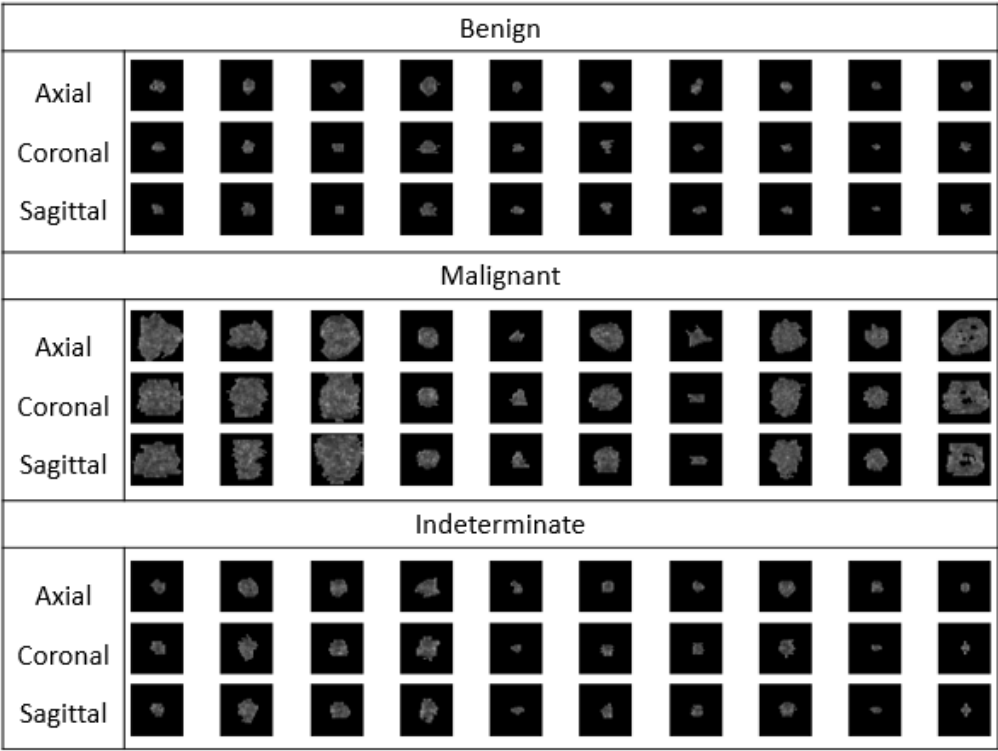 Benign
Axial
Coronal
Sagittal
Malignant
Axial
Coronal
Sagittal
Indeterminate
Axial
Coronal
Sagittal